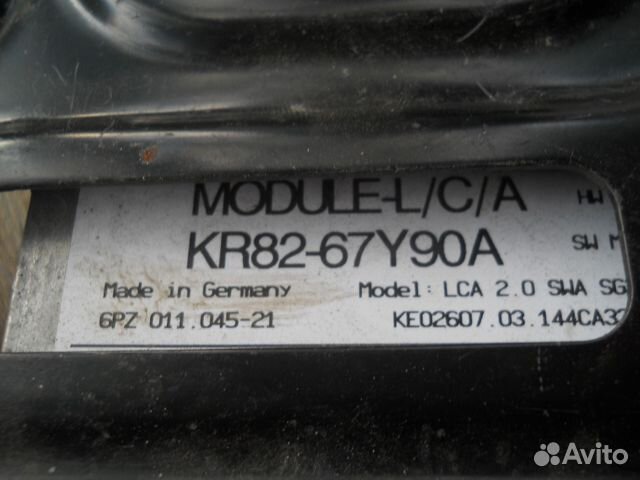 MODULE-L/C/A HW
KR82-67Y90A SW
Made in Germany Model: LCA 2.0 SWA SG
6PZ 011.045-21 KE02607.03.144CA3
Avito